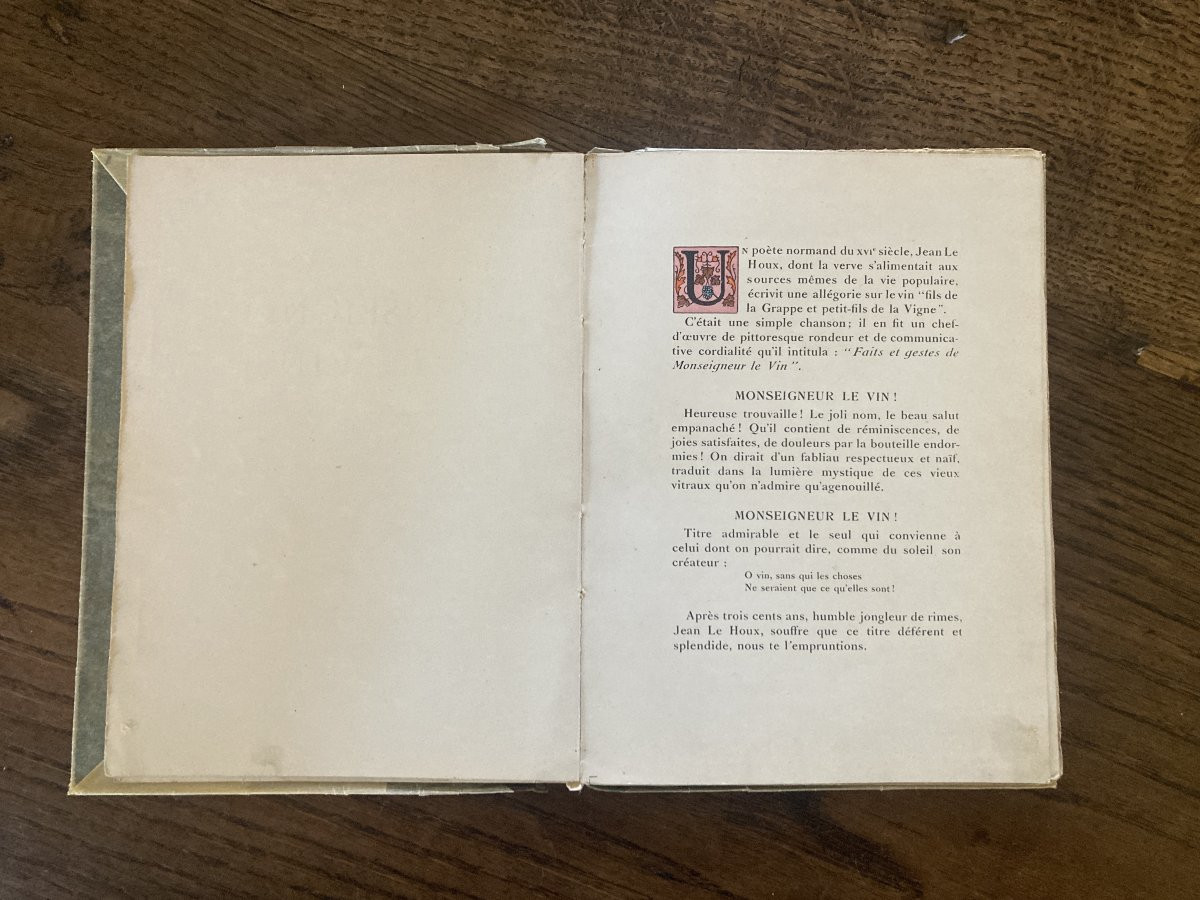 UN poète normand du XVIe siècle, Jean Le
Houx, dont la verve s'alimentait aux
sources mêmes de la vie populaire,
écrivit une allégorie sur le vin "fils de
la Grappe et petit-fils de la Vigne".
C'était une simple chanson; il en fit un chef-
d'œuvre de pittoresque rondeur et de communica-
tive cordialité qu'il intitula : "Faits et gestes de
Monseigneur le Vin".
MONSEIGNEUR LE VIN!
Heureuse trouvaille! Le joli nom, le beau salut
empanaché! Qu'il contient de réminiscences, de
joies satisfaites, de douleurs par la bouteille endor-
mies! On dirait d'un fabliau respectueux et naïf,
traduit dans la lumière mystique de ces vieux
vitraux qu'on n'admire qu'agenouillé.
MONSEIGNEUR LE VIN!
Titre admirable et le seul qui convienne à
celui dont on pourrait dire, comme du soleil son
créateur :
O vin, sans qui les choses
Ne seraient que ce qu'elles sont!
Après trois cents ans, humble jongleur de rimes,
Jean Le Houx, souffre que ce titre déférent et
splendide, nous te l'empruntions.